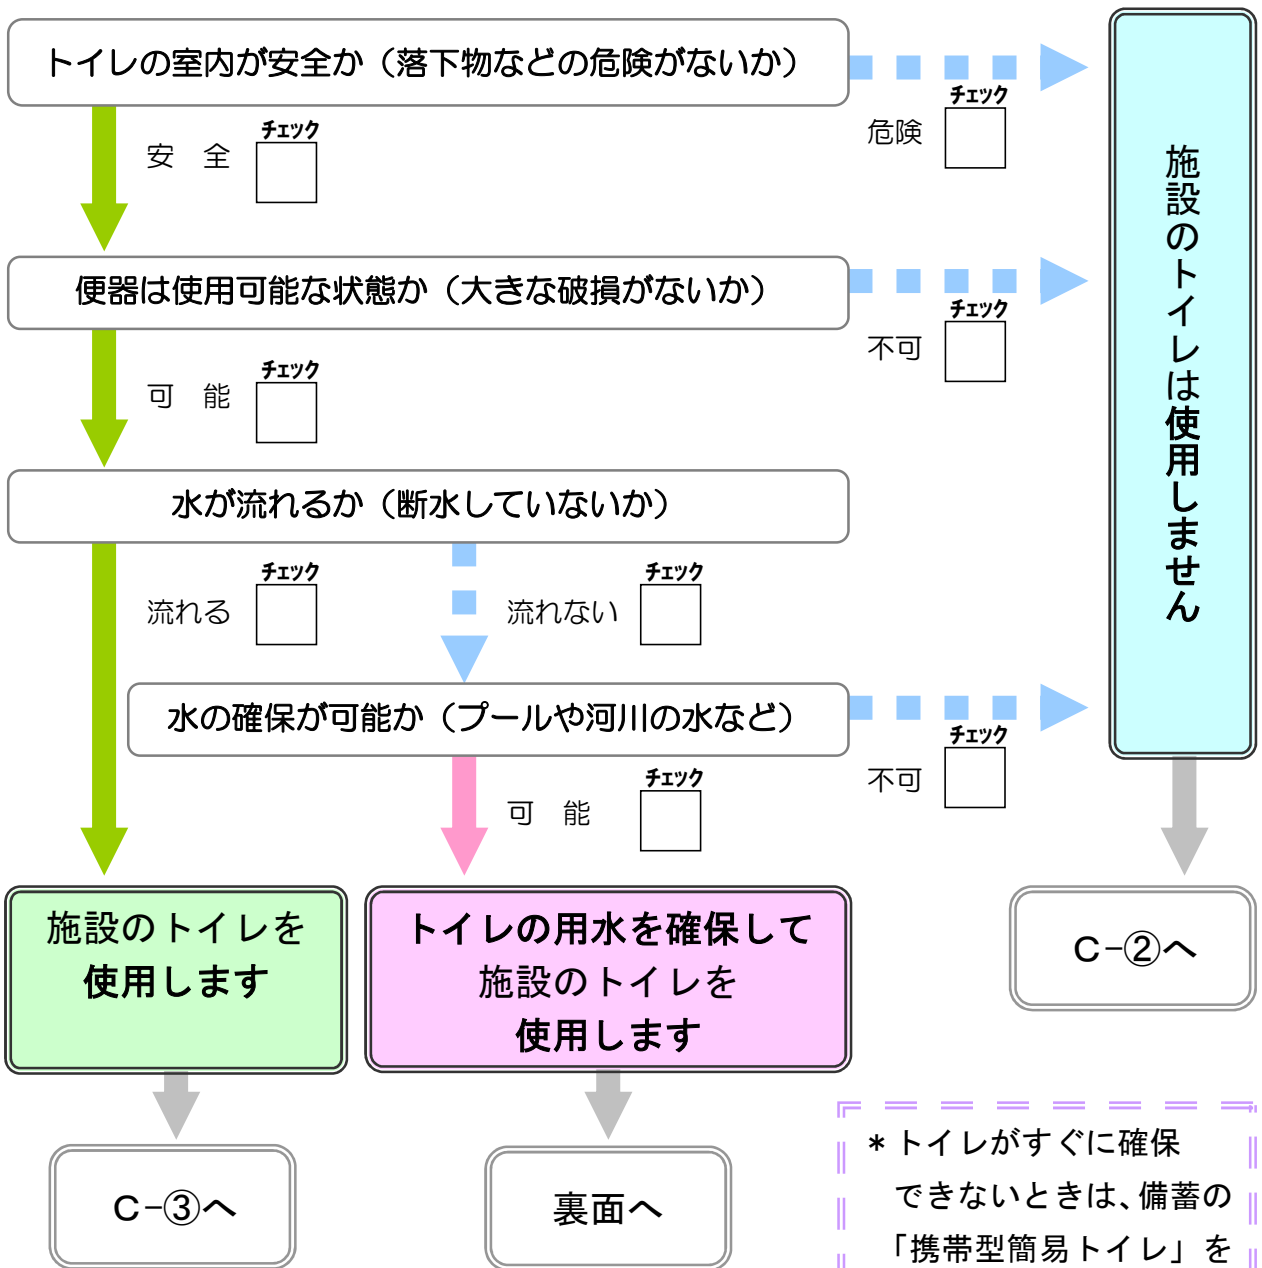 トイレの室内が安全か（落下物などの危険がないか）
チェック
安　全
チェック
危険
便器は使用可能な状態か（大きな破損がないか）
チェック
可　能
チェック
不可
水が流れるか（断水していないか）
チェック
流れる
チェック
流れない
水の確保が可能か（プールや河川の水など）
チェック
可　能
チェック
不可
施設のトイレは使用しません
施設のトイレを
使用します
トイレの用水を確保して
施設のトイレを
使用します
C-②へ
C-③へ
裏面へ
*トイレがすぐに確保
できないときは、備蓄の
「携帯型簡易トイレ」を